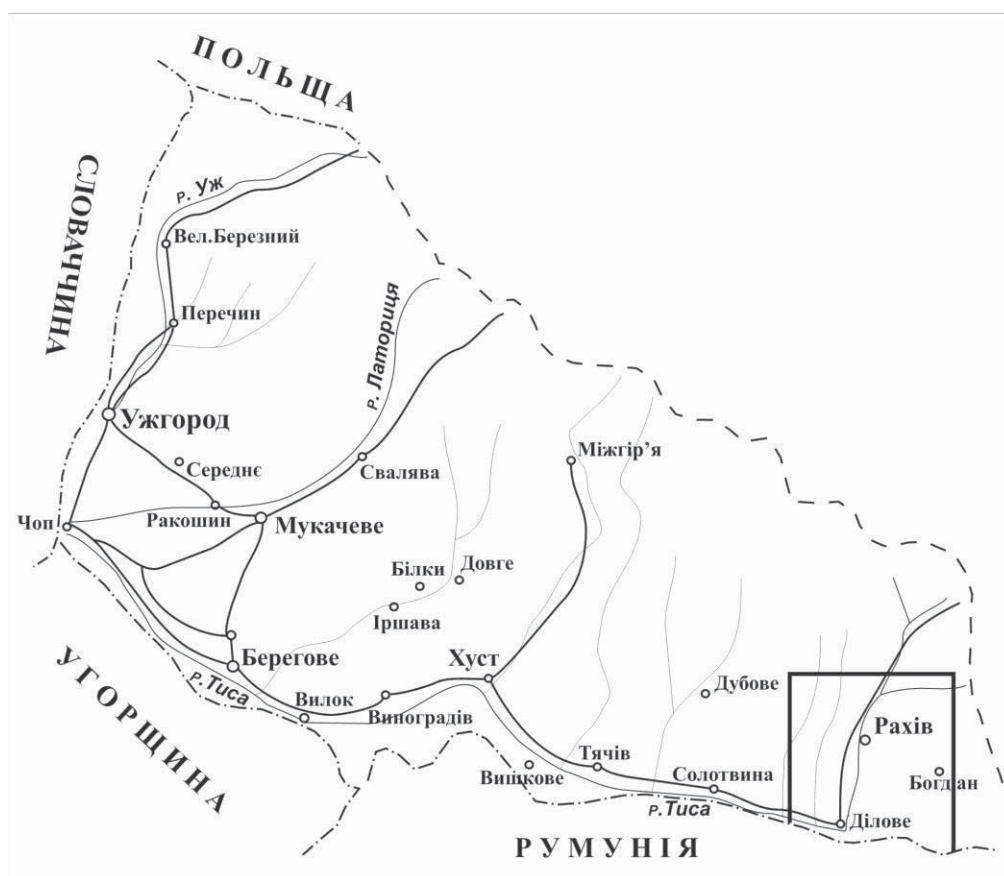 ПОЛЬЩА
СЛОВАЧЧИНА
р. Уж
Вел.Березний
Перечин
р. Латориця
Ужгород
Середнє
Свалява
Міжгір’я
Чоп
Ракошин
Мукачеве
Білки
Довге
Іршава
УГОРЩИНА
Берегове
Хуст
р.Тиса
Вилок
Виноградів
Дубове
Рахів
Вишкове
Тячів
Солотвина
Богдан
р.Тиса
Ділове
РУМУНІЯ